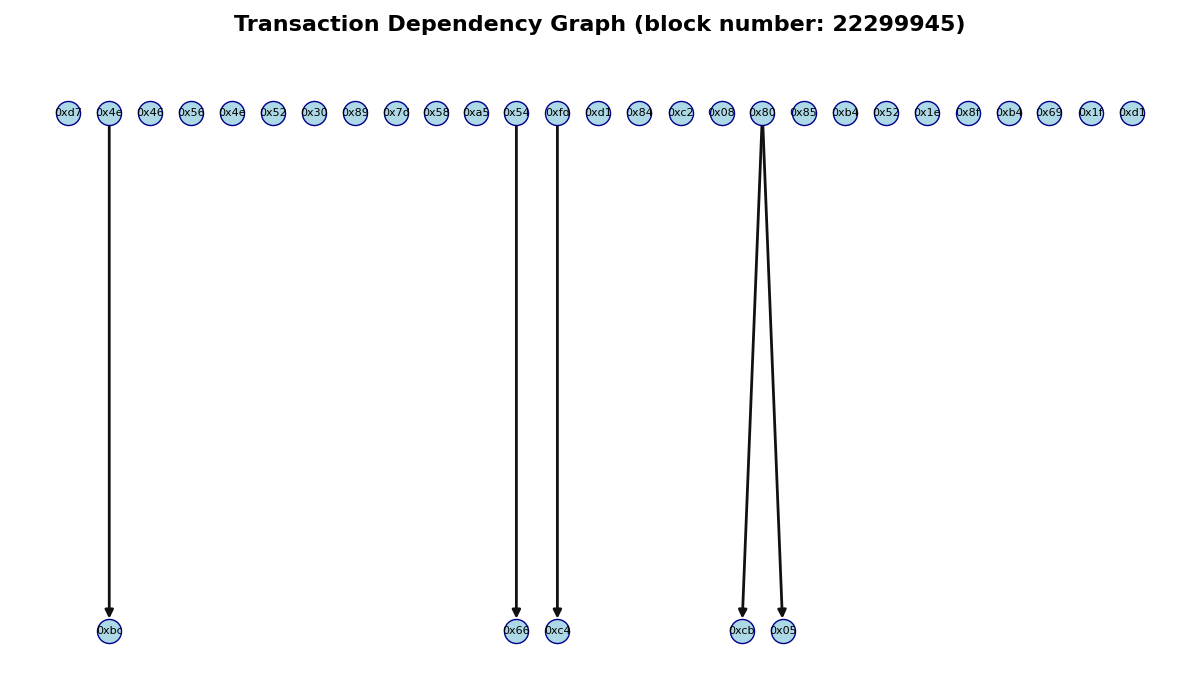 Transaction Dependency Graph (block number: 22299945)
0xd7 0x4e 0x46 0x56 0x4e 0x52 0x30 0x89 0x7d 0x58 0xa5 0x54 0xfd 0xd1 0x84 0xc2 0x08 0x80 0x85 0xb4 0x52 0x1e 0x8f 0xb4 0x69 0x1f 0xd1
0xbc 0x66 0xc4 0xcb 0x05